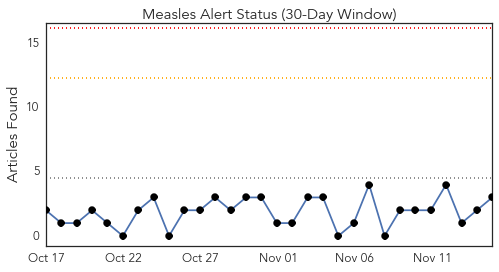 Measles Alert Status (30-Day Window)
Articles Found
15
10
5
0
Oct 17 Oct 22 Oct 27 Nov 01 Nov 06 Nov 11